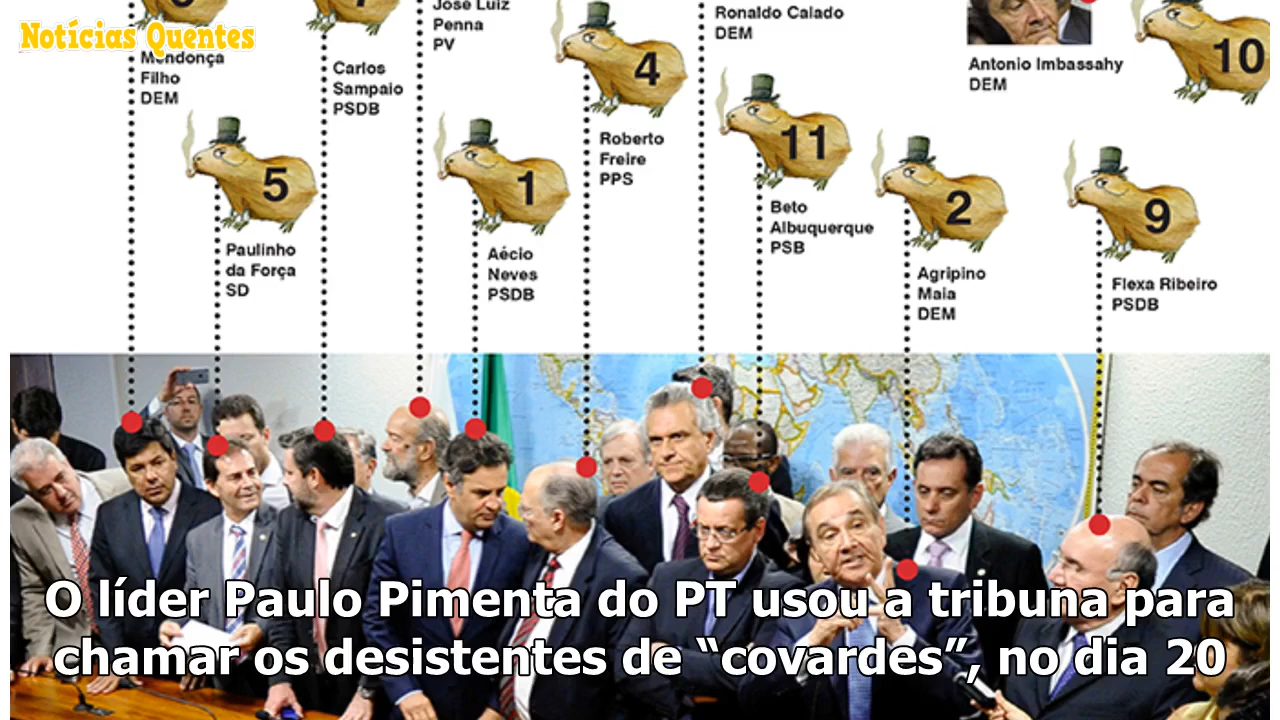 Notícias Quentes
Mendonça
Filho
DEM
Carlos
Sampaio
PSDB
José Luiz
Penna
PV
4
Roberto
Freire
PPS
Ronaldo Caiado
DEM
Antonio Imbassahy
DEM
10
5
Paulinho
da Força
SD
1
Aécio
Neves
PSDB
11
Beto
Albuquerque
PSB
2
Agripino
Maia
DEM
9
Flexa Ribeiro
PSDB
O líder Paulo Pimenta do PT usou a tribuna para
chamar os desistentes de “covardes”, no dia 20